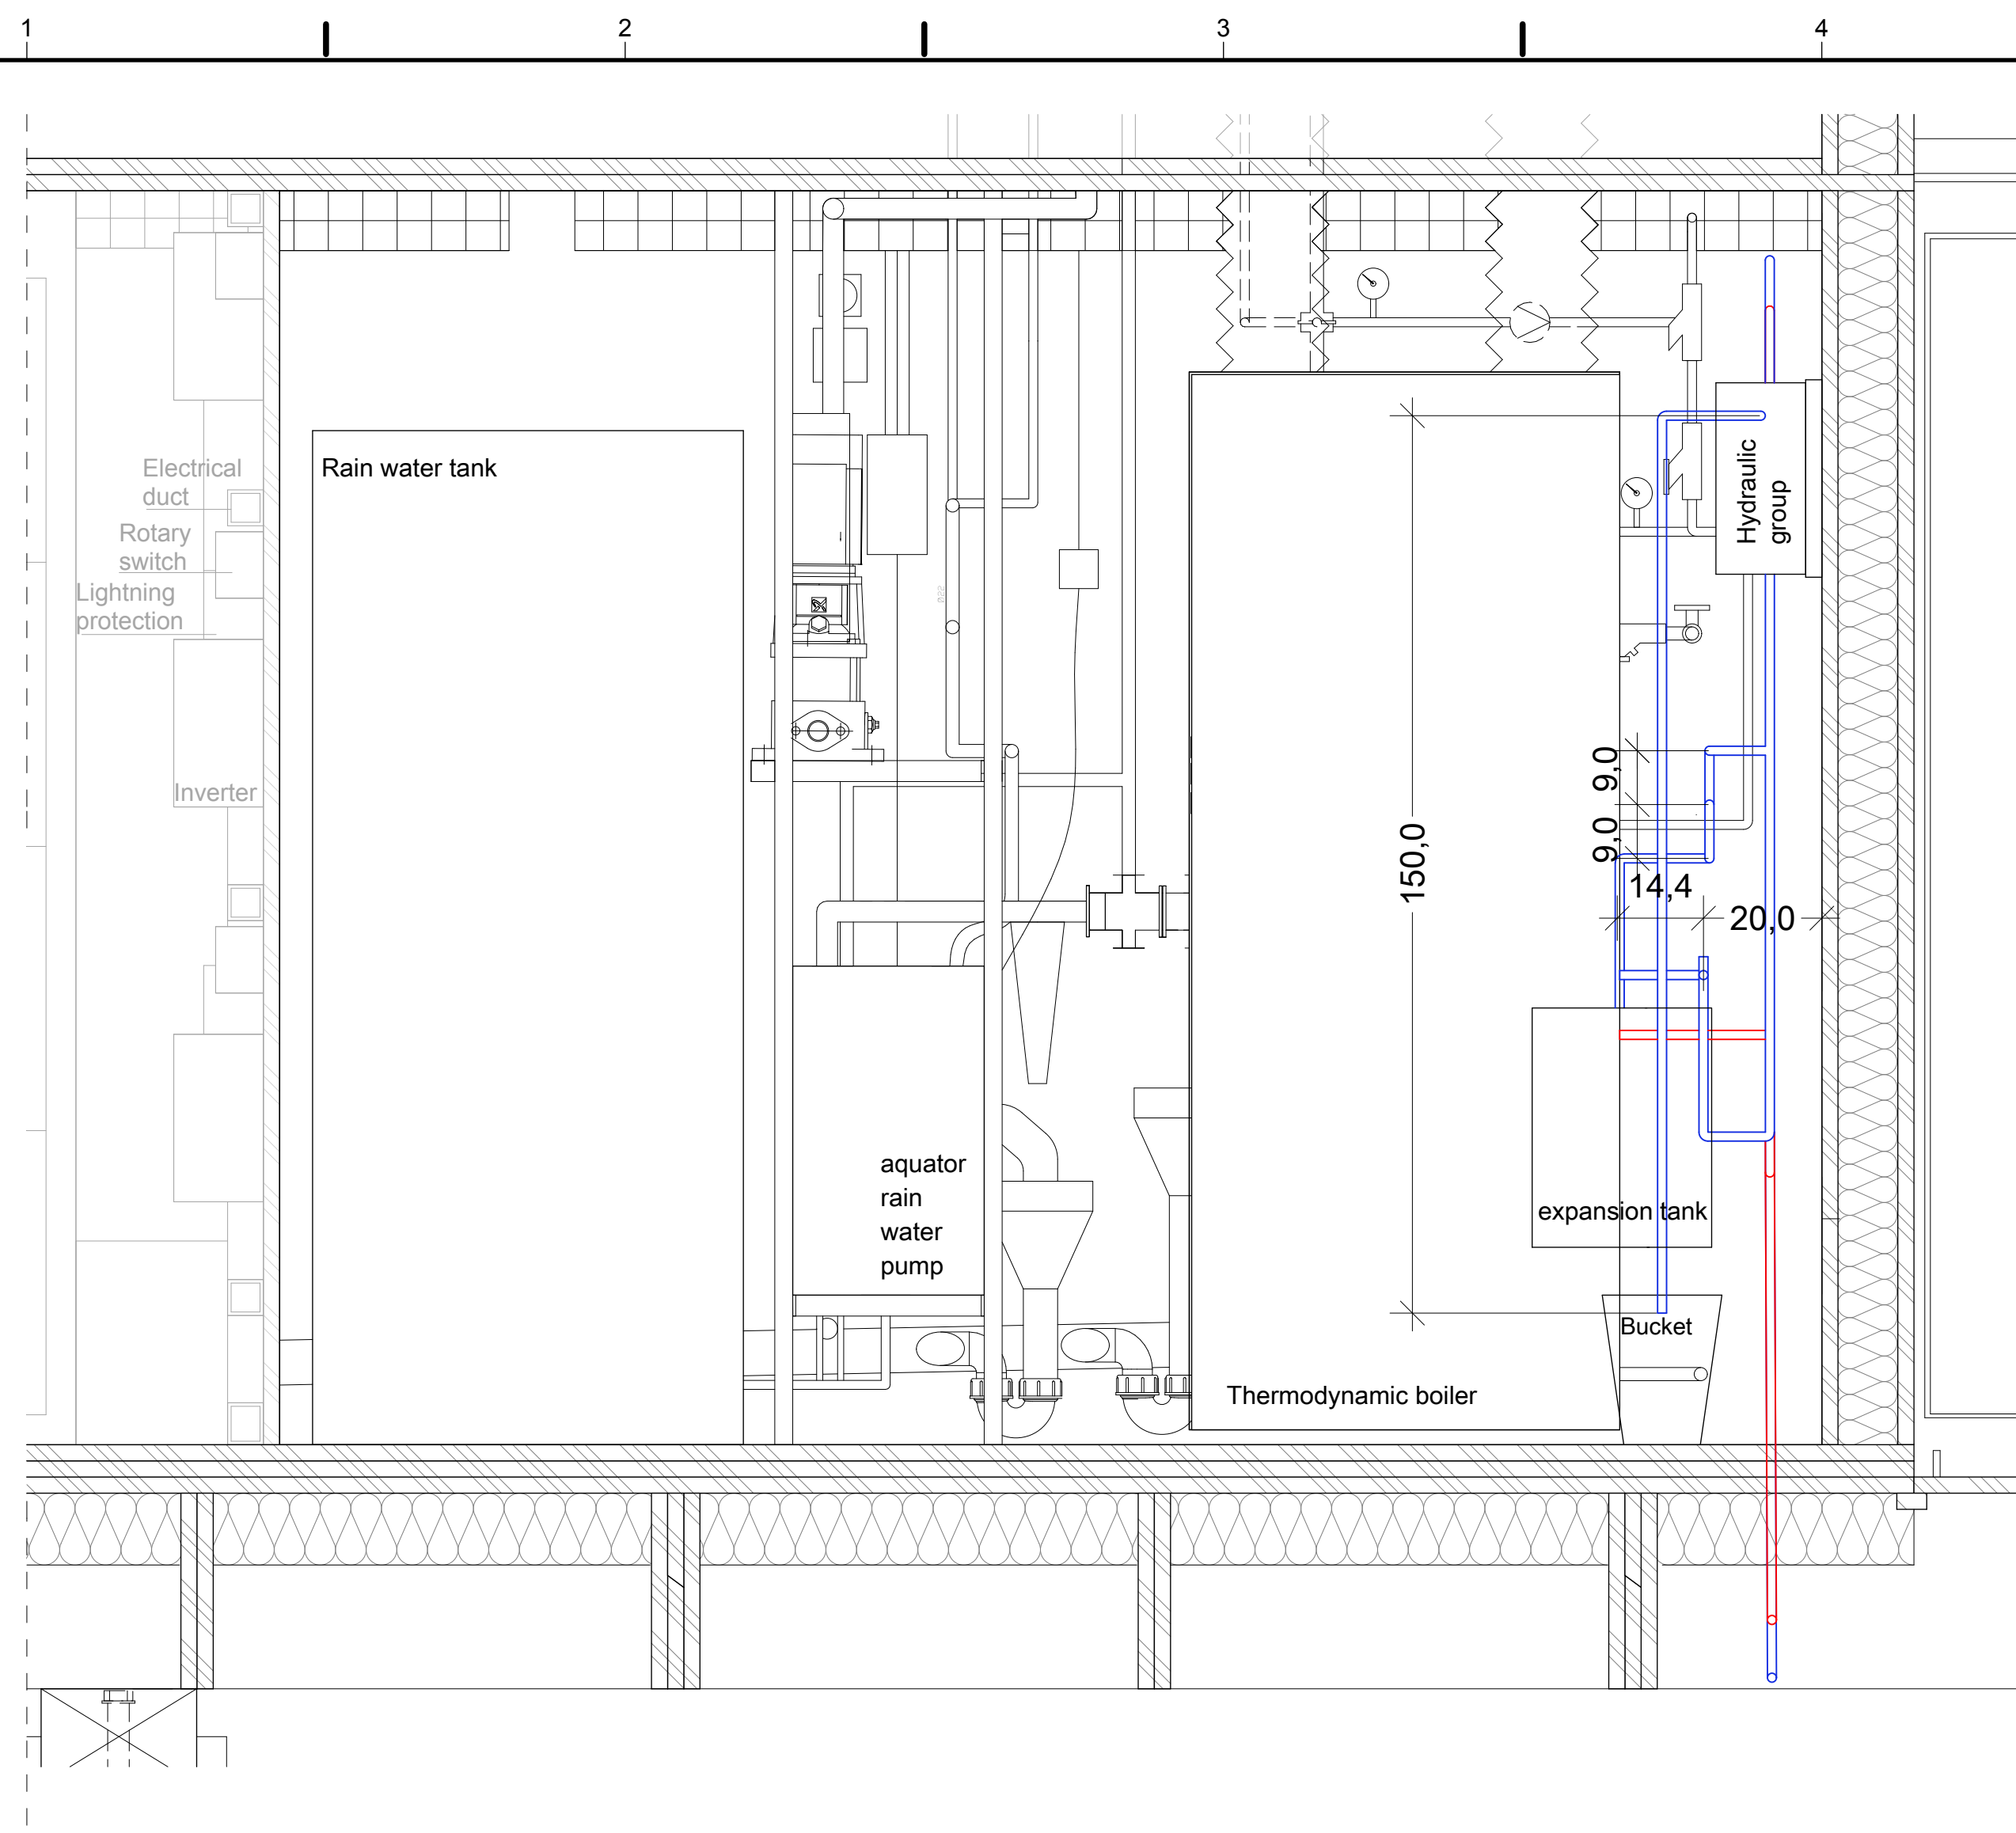 1
2
3
4
Electrical
duct
Rotary
switch
Lightning
protection
Inverter
Rain water tank
Hydraulic
group
150,0
9,0
9,0
14,4
20,0
aquator
rain
water
pump
expansion tank
Bucket
Thermodynamic boiler